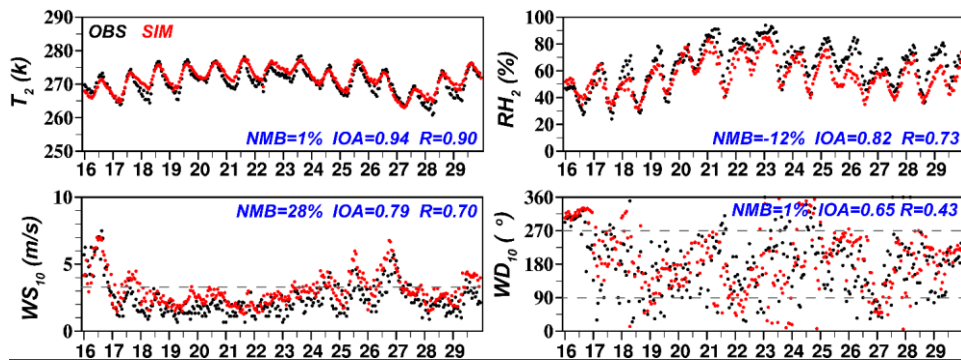 290
280
270
260
250
T2 (k)
OBS SIM
NMB=1% IOA=0.94 R=0.90
16 17 18 19 20 21 22 23 24 25 26 27 28 29
100
80
60
40
20
0
RH2 (%)
NMB=-12% IOA=0.82 R=0.73
16 17 18 19 20 21 22 23 24 25 26 27 28 29
10
5
0
WS10 (m/s)
NMB=28% IOA=0.79 R=0.70
16 17 18 19 20 21 22 23 24 25 26 27 28 29
360
270
180
90
0
WD10 ( °)
NMB=1% IOA=0.65 R=0.43
16 17 18 19 20 21 22 23 24 25 26 27 28 29